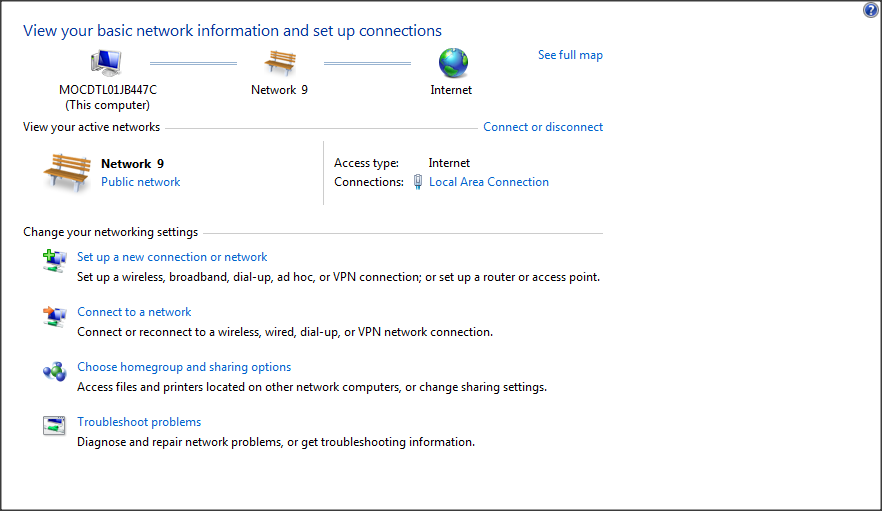 View your basic network information and set up connections
See full map
MOCDTL01JB447C
(This computer)
Network 9
Internet
View your active networks
Connect or disconnect
Network 9
Public network
Access type: Internet
Connections: Local Area Connection
Change your networking settings
Set up a new connection or network
Set up a wireless, broadband, dial-up, ad hoc, or VPN connection; or set up a router or access point.
Connect to a network
Connect or reconnect to a wireless, wired, dial-up, or VPN network connection.
Choose homegroup and sharing options
Access files and printers located on other network computers, or change sharing settings.
Troubleshoot problems
Diagnose and repair network problems, or get troubleshooting information.